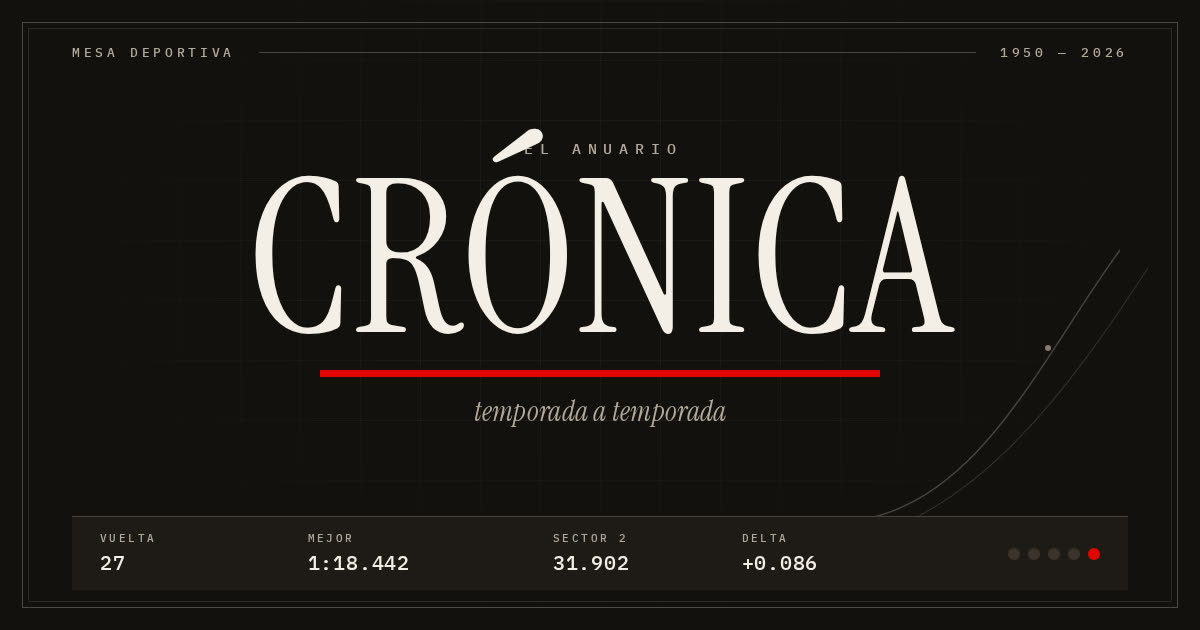 MESA DEPORTIVA 1950 — 2026
EL ANUARIO
CRÓNICA
temporada a temporada
VUELTA MEJOR SECTOR 2 DELTA
27 1:18.442 31.902 +0.086